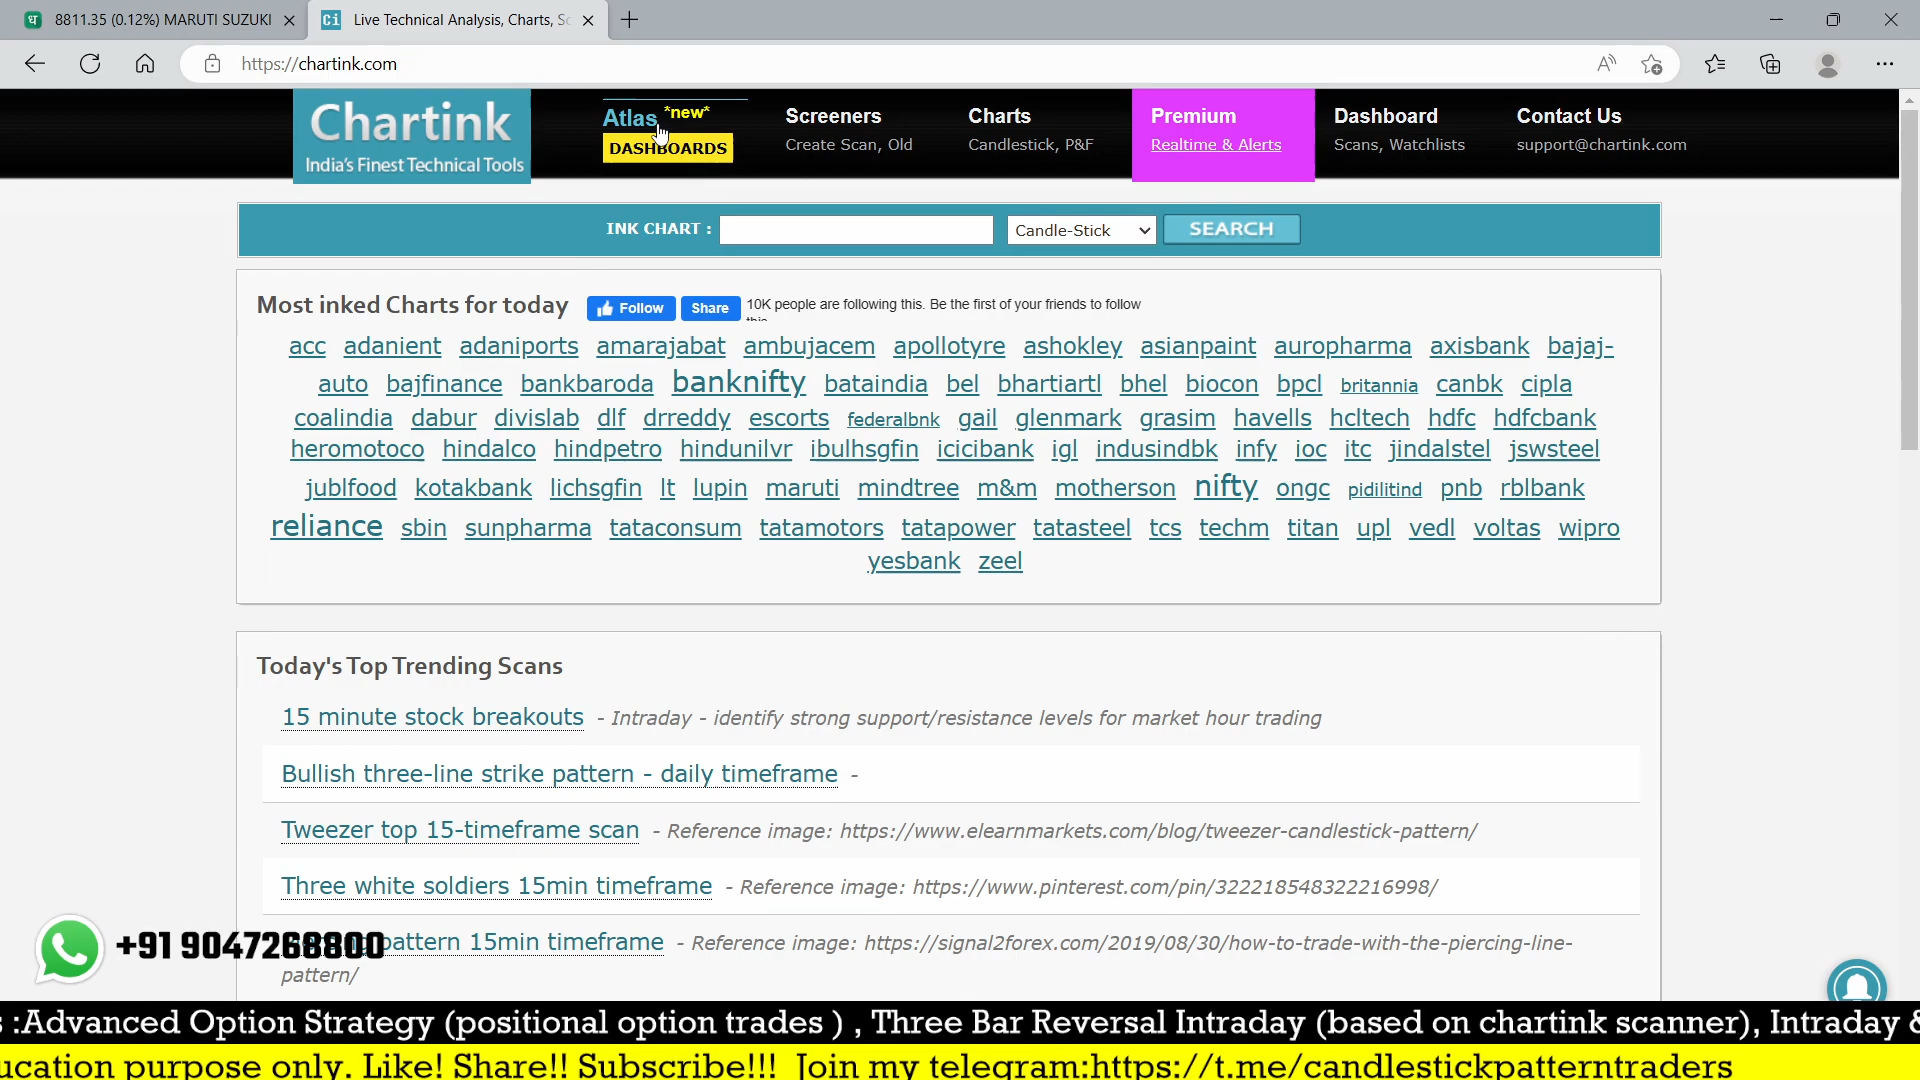 8811.35 (0.12%) MARUTI SUZUKI
Live Technical Analysis, Charts, Sc
https://chartink.com
Chartink
India's Finest Technical Tools
Atlas *new*
DASHBOARDS
Screeners
Create Scan, Old
Charts
Candlestick, P&F
Premium
Realtime & Alerts
Dashboard
Scans, Watchlists
Contact Us
support@chartink.com
INK CHART :
Candle-Stick
SEARCH
Most inked Charts for today
Follow
Share
10K people are following this. Be the first of your friends to follow
acc adanient adaniports amarajabat ambujacem apollotyre ashokley asianpaint auropharma axisbank bajaj-
auto bajfinance bankbaroda banknifty bataindia bel bhartiartl bhel biocon bpcl britannia canbk cipla
coalindia dabur divislab dlf drreddy escorts federalbnk gail glenmark grasim havells hcltech hdfc hdfcbank
heromotoco hindalco hindpetro hindunilvr ibulhsgfin icicibank igl indusindbk infy ioc itc jindalstel jswsteel
jublfood kotakbank lichsgfin lt lupin maruti mindtree m&m motherson nifty ongc pidilitind pnb rblbank
reliance sbin sunpharma tataconsum tatamotors tatapower tatasteel tcs techm titan upl vedl voltas wipro
yesbank zeel
Today's Top Trending Scans
15 minute stock breakouts - Intraday - identify strong support/resistance levels for market hour trading
Bullish three-line strike pattern - daily timeframe -
Tweezer top 15-timeframe scan - Reference image: https://www.elearnmarkets.com/blog/tweezer-candlestick-pattern/
Three white soldiers 15min timeframe - Reference image: https://www.pinterest.com/pin/322218548322216998/
pattern 15min timeframe - Reference image: https://signal2forex.com/2019/08/30/how-to-trade-with-the-piercing-line-
pattern/
+91 9047268800
:Advanced Option Strategy (positional option trades ) , Three Bar Reversal Intraday (based on chartink scanner), Intraday &
ucation purpose only. Like! Share!! Subscribe!!! Join my telegram:https://t.me/candlestickpatterntraders